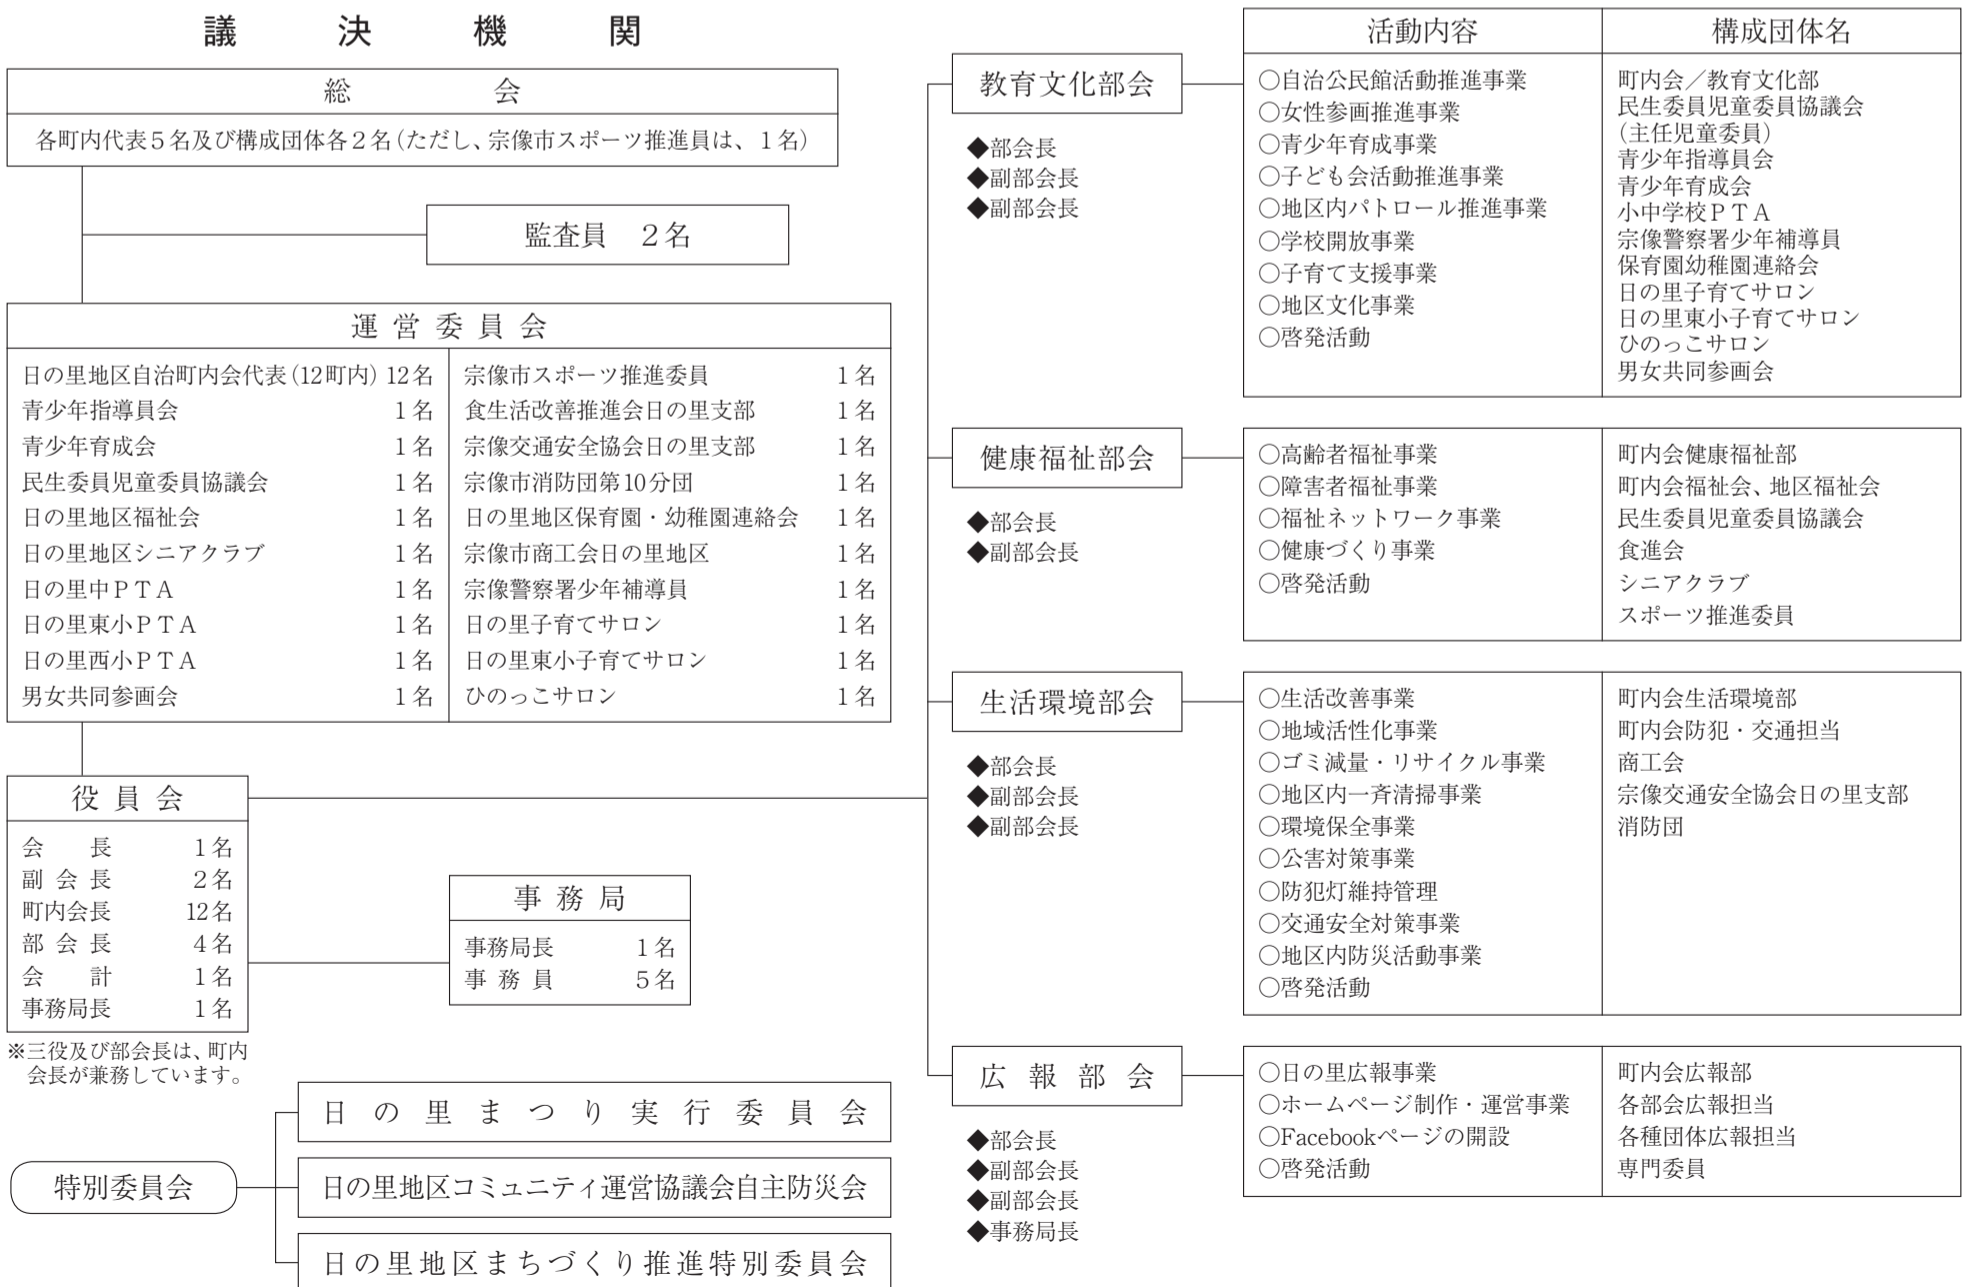 議決機関
総会
各町内代表５名及び構成団体各２名（ただし、宗像市スポーツ推進員は、１名）
監査員　２名
運営委員会
日の里地区自治町内会代表（12町内）12名
青少年指導員会　1名
青少年育成会　1名
民生委員児童委員協議会　1名
日の里地区福祉会　1名
日の里地区シニアクラブ　1名
日の里中ＰＴＡ　1名
日の里東小ＰＴＡ　1名
日の里西小ＰＴＡ　1名
男女共同参画会　1名
宗像市スポーツ推進委員　1名
食生活改善推進会日の里支部　1名
宗像交通安全協会日の里支部　1名
宗像市消防団第10分団　1名
日の里地区保育園・幼稚園連絡会　1名
宗像市商工会日の里地区　1名
宗像警察署少年補導員　1名
日の里子育てサロン　1名
日の里東小子育てサロン　1名
ひのっこサロン　1名
役員会
会長　1名
副会長　2名
町内会長　12名
部会長　4名
会計　1名
事務局長　1名
※三役及び部会長は、町内
会長が兼務しています。
事務局
事務局長　1名
事務員　5名
特別委員会
日の里まつり実行委員会
日の里地区コミュニティ運営協議会自主防災会
日の里地区まちづくり推進特別委員会
活動内容
構成団体名
教育文化部会
◆部会長
◆副部会長
◆副部会長
○自治公民館活動推進事業
○女性参画推進事業
○青少年育成事業
○子ども会活動推進事業
○地区内パトロール推進事業
○学校開放事業
○子育て支援事業
○地区文化事業
○啓発活動
町内会／教育文化部
民生委員児童委員協議会
（主任児童委員）
青少年指導員会
青少年育成会
小中学校ＰＴＡ
宗像警察署少年補導員
保育園幼稚園連絡会
日の里子育てサロン
日の里東小子育てサロン
ひのっこサロン
男女共同参画会
健康福祉部会
◆部会長
◆副部会長
○高齢者福祉事業
○障害者福祉事業
○福祉ネットワーク事業
○健康づくり事業
○啓発活動
町内会健康福祉部
町内会福祉会、地区福祉会
民生委員児童委員協議会
食進会
シニアクラブ
スポーツ推進委員
生活環境部会
◆部会長
◆副部会長
◆副部会長
○生活改善事業
○地域活性化事業
○ゴミ減量・リサイクル事業
○地区内一斉清掃事業
○環境保全事業
○公害対策事業
○防犯灯維持管理
○交通安全対策事業
○地区内防災活動事業
○啓発活動
町内会生活環境部
町内会防犯・交通担当
商工会
宗像交通安全協会日の里支部
消防団
広報部会
◆部会長
◆副部会長
◆副部会長
◆事務局長
○日の里広報事業
○ホームページ制作・運営事業
○Facebookページの開設
○啓発活動
町内会広報部
各部会広報担当
各種団体広報担当
専門委員